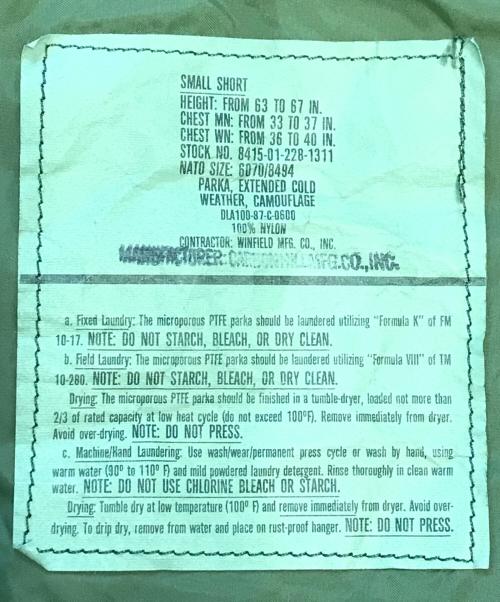 SMALL SHORT
HEIGHT: FROM 63 TO 67 IN.
CHEST MN: FROM 33 TO 37 IN.
CHEST WN: FROM 36 TO 40 IN.
STOCK NO. 8415-01-228-1311
NATO SIZE: 6070/8494
PARKA, EXTENDED COLD
WEATHER, CAMOUFLAGE
DLA100-87-C-0600
100% NYLON
CONTRACTOR: WINFIELD MFG. CO., INC.
MANUFACTURER: MFG. CO., INC.
a. Fixed Laundry: The microporous PTFE parka should be laundered utilizing "Formula K" of FM
10-17. NOTE: DO NOT STARCH, BLEACH, OR DRY CLEAN.
b. Field Laundry: The microporous PTFE parka should be laundered utilizing "Formula VIII" of TM
10-280. NOTE: DO NOT STARCH, BLEACH, OR DRY CLEAN.
Drying: The microporous PTFE parka should be finished in a tumble-dryer, loaded not more than
2/3 of rated capacity at low heat cycle (do not exceed 100°F). Remove immediately from dryer.
Avoid over-drying. NOTE: DO NOT PRESS.
c. Machine/Hand Laundering: Use wash/wear/permanent press cycle or wash by hand, using
warm water (90° to 110° F) and mild powdered laundry detergent. Rinse thoroughly in clean warm
water. NOTE: DO NOT USE CHLORINE BLEACH OR STARCH.
Drying: Tumble dry at low temperature (100° F) and remove immediately from dryer. Avoid over-
drying. To drip dry, remove from water and place on rust-proof hanger. NOTE: DO NOT PRESS.